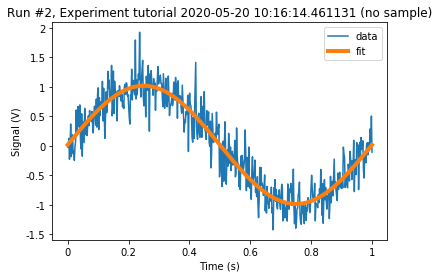 Run #2, Experiment tutorial 2020-05-20 10:16:14.461131 (no sample)
data
fit
Signal (V)
2
1.5
1
0.5
0
-0.5
-1
-1.5
0
0.2
0.4
0.6
0.8
1
Time (s)